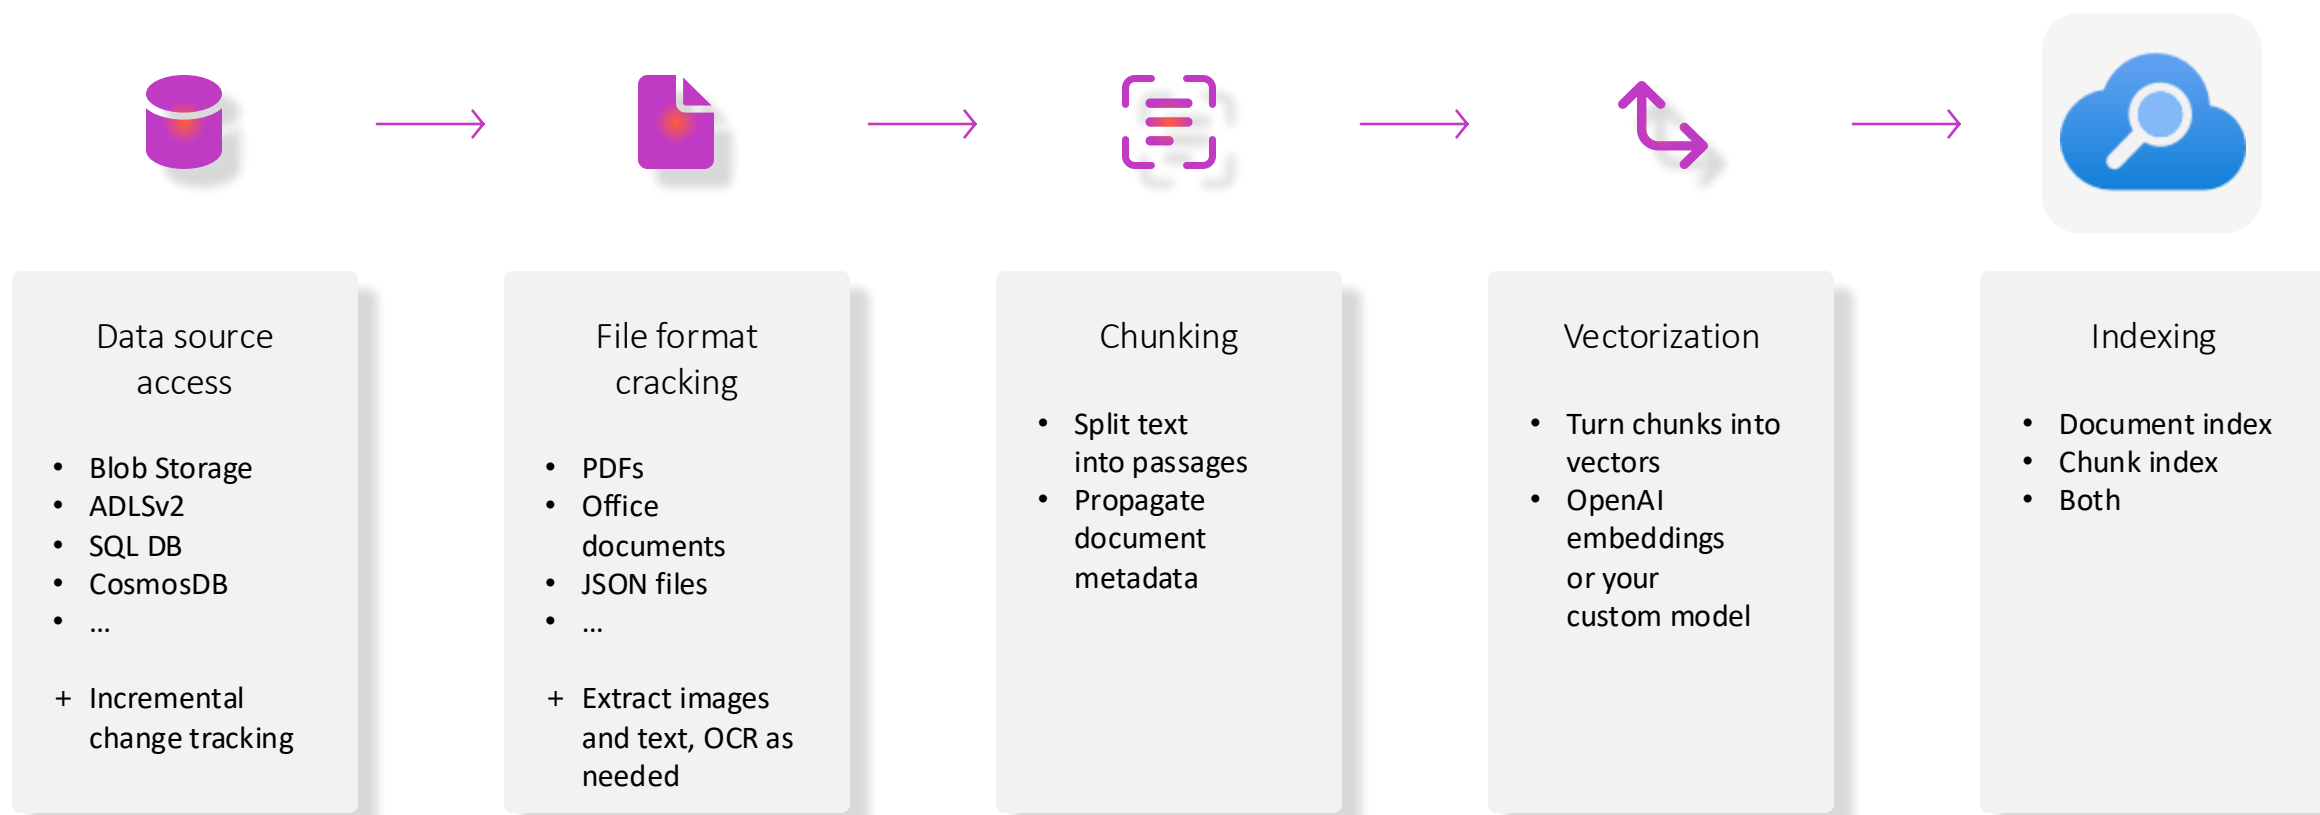 Data source
access
• Blob Storage
• ADLSv2
• SQL DB
• CosmosDB
• ...
+ Incremental
change tracking
File format
cracking
• PDFs
• Office
documents
• JSON files
• ...
+ Extract images
and text, OCR as
needed
Chunking
• Split text
into passages
• Propagate
document
metadata
Vectorization
• Turn chunks into
vectors
• OpenAI
embeddings
or your
custom model
Indexing
• Document index
• Chunk index
• Both